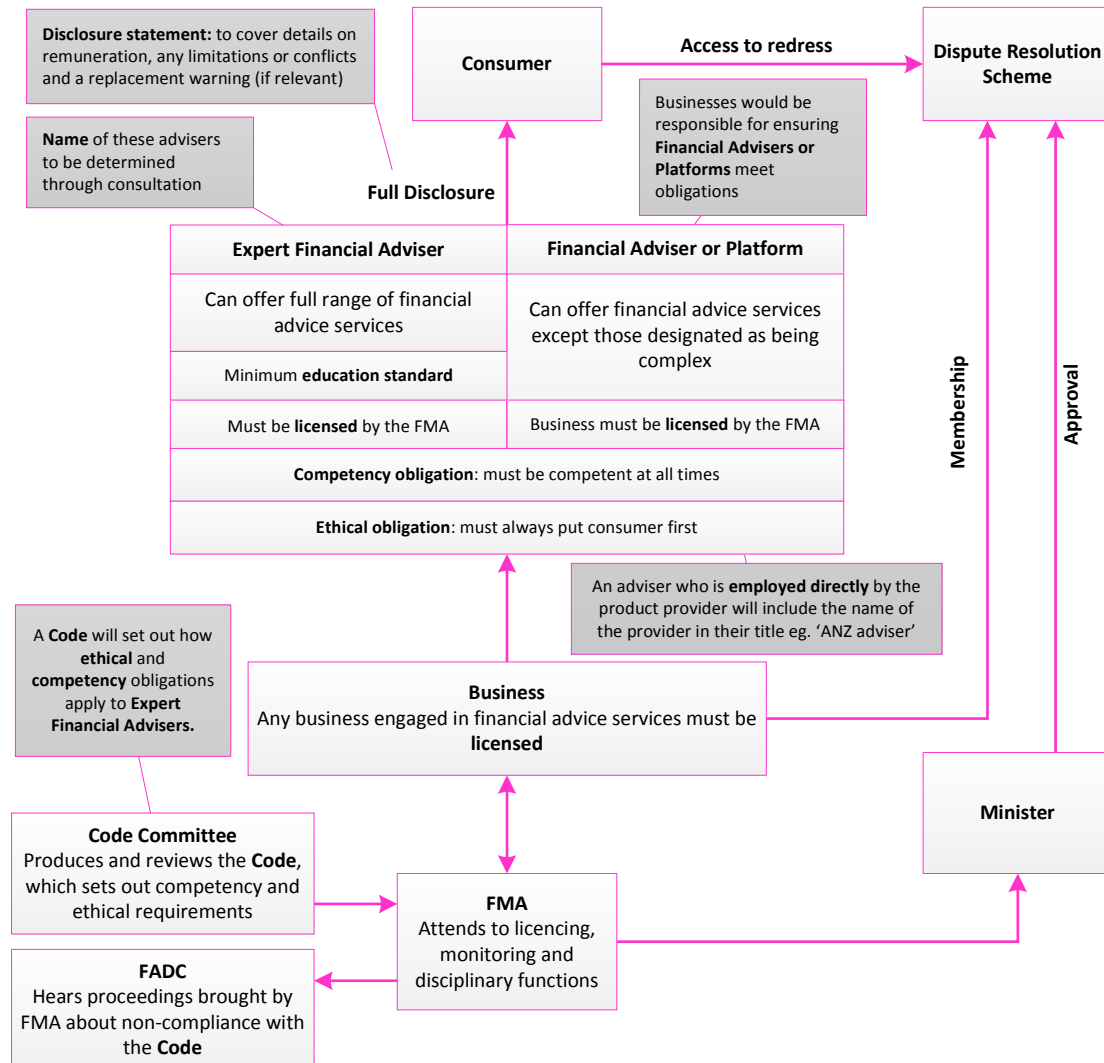 Disclosure statement: to cover details on
remuneration, any limitations or conflicts
and a replacement warning (if relevant)
Consumer
Access to redress
Dispute Resolution
Scheme
Name of these advisers
to be determined
through consultation
Full Disclosure
Businesses would be
responsible for ensuring
Financial Advisers or
Platforms meet
obligations
Expert Financial Adviser
Financial Adviser or Platform
Can offer full range of financial
advice services
Can offer financial advice services
except those designated as being
complex
Minimum education standard
Must be licensed by the FMA
Business must be licensed by the FMA
Competency obligation: must be competent at all times
Ethical obligation: must always put consumer first
Membership
Approval
An adviser who is employed directly by the
product provider will include the name of
the provider in their title eg. ‘ANZ adviser’
A Code will set out how
ethical and
competency obligations
apply to Expert
Financial Advisers.
Business
Any business engaged in financial advice services must be
licensed
Minister
Code Committee
Produces and reviews the Code,
which sets out competency and
ethical requirements
FMA
Attends to licencing,
monitoring and
disciplinary functions
FADC
Hears proceedings brought by
FMA about non-compliance with
the Code